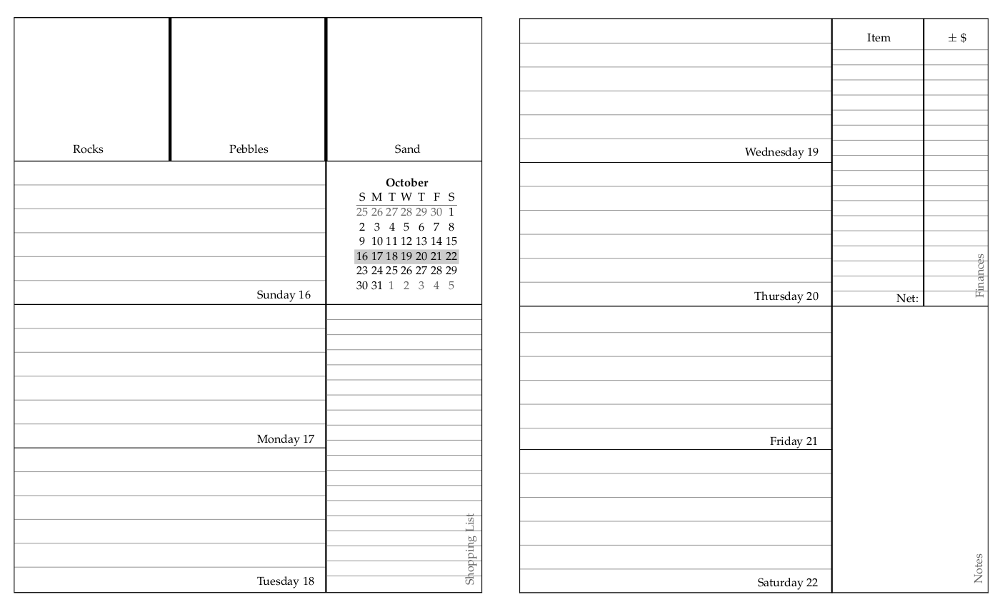 Rocks
Pebbles
Sand
October
S M T W T F S
25 26 27 28 29 30 1
2 3 4 5 6 7 8
9 10 11 12 13 14 15
16 17 18 19 20 21 22
23 24 25 26 27 28 29
30 31 1 2 3 4 5
Sunday 16
Monday 17
Tuesday 18
Shopping List
Wednesday 19
Thursday 20
Friday 21
Saturday 22
Item
± $
Net:
Finances
Notes